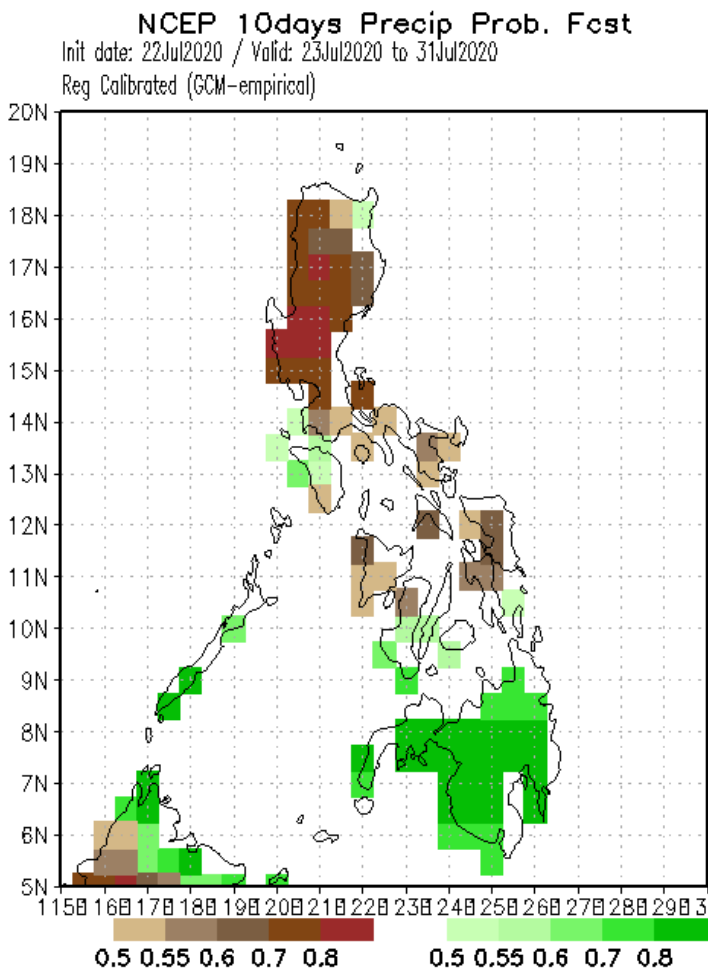 NCEP 10days Precip Prob. Fcst
Init date: 22Jul2020 / Valid: 23Jul2020 to 31Jul2020
Reg Calibrated (GCM-empirical)
20N
19N
18N
17N
16N
15N
14N
13N
12N
11N
10N
9N
8N
7N
6N
5N
0.5 0.55 0.6 0.7 0.8 0.5 0.55 0.6 0.7 0.8